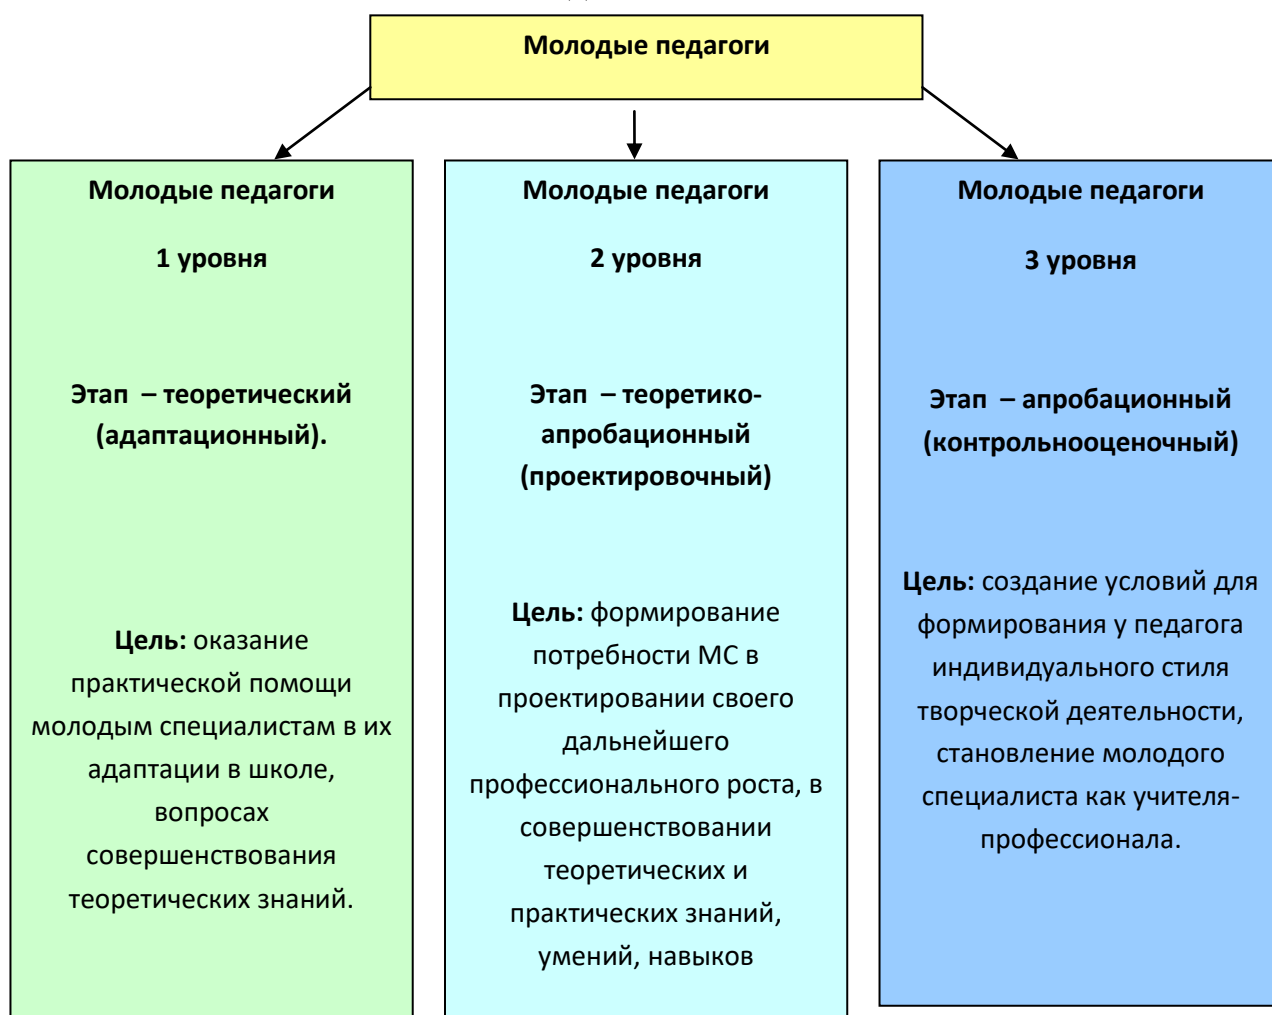 Молодые педагоги
Молодые педагоги
1 уровня
Этап – теоретический
(адаптационный).
Цель: оказание
практической помощи
молодым специалистам в их
адаптации в школе,
вопросах
совершенствования
теоретических знаний.
Молодые педагоги
2 уровня
Этап – теоретико-
апробационный
(проектировочный)
Цель: формирование
потребности МС в
проектировании своего
дальнейшего
профессионального роста, в
совершенствовании
теоретических и
практических знаний,
умений, навыков
Молодые педагоги
3 уровня
Этап – апробационный
(контрольнооценочный)
Цель: создание условий для
формирования у педагога
индивидуального стиля
творческой деятельности,
становление молодого
специалиста как учителя-
профессионала.